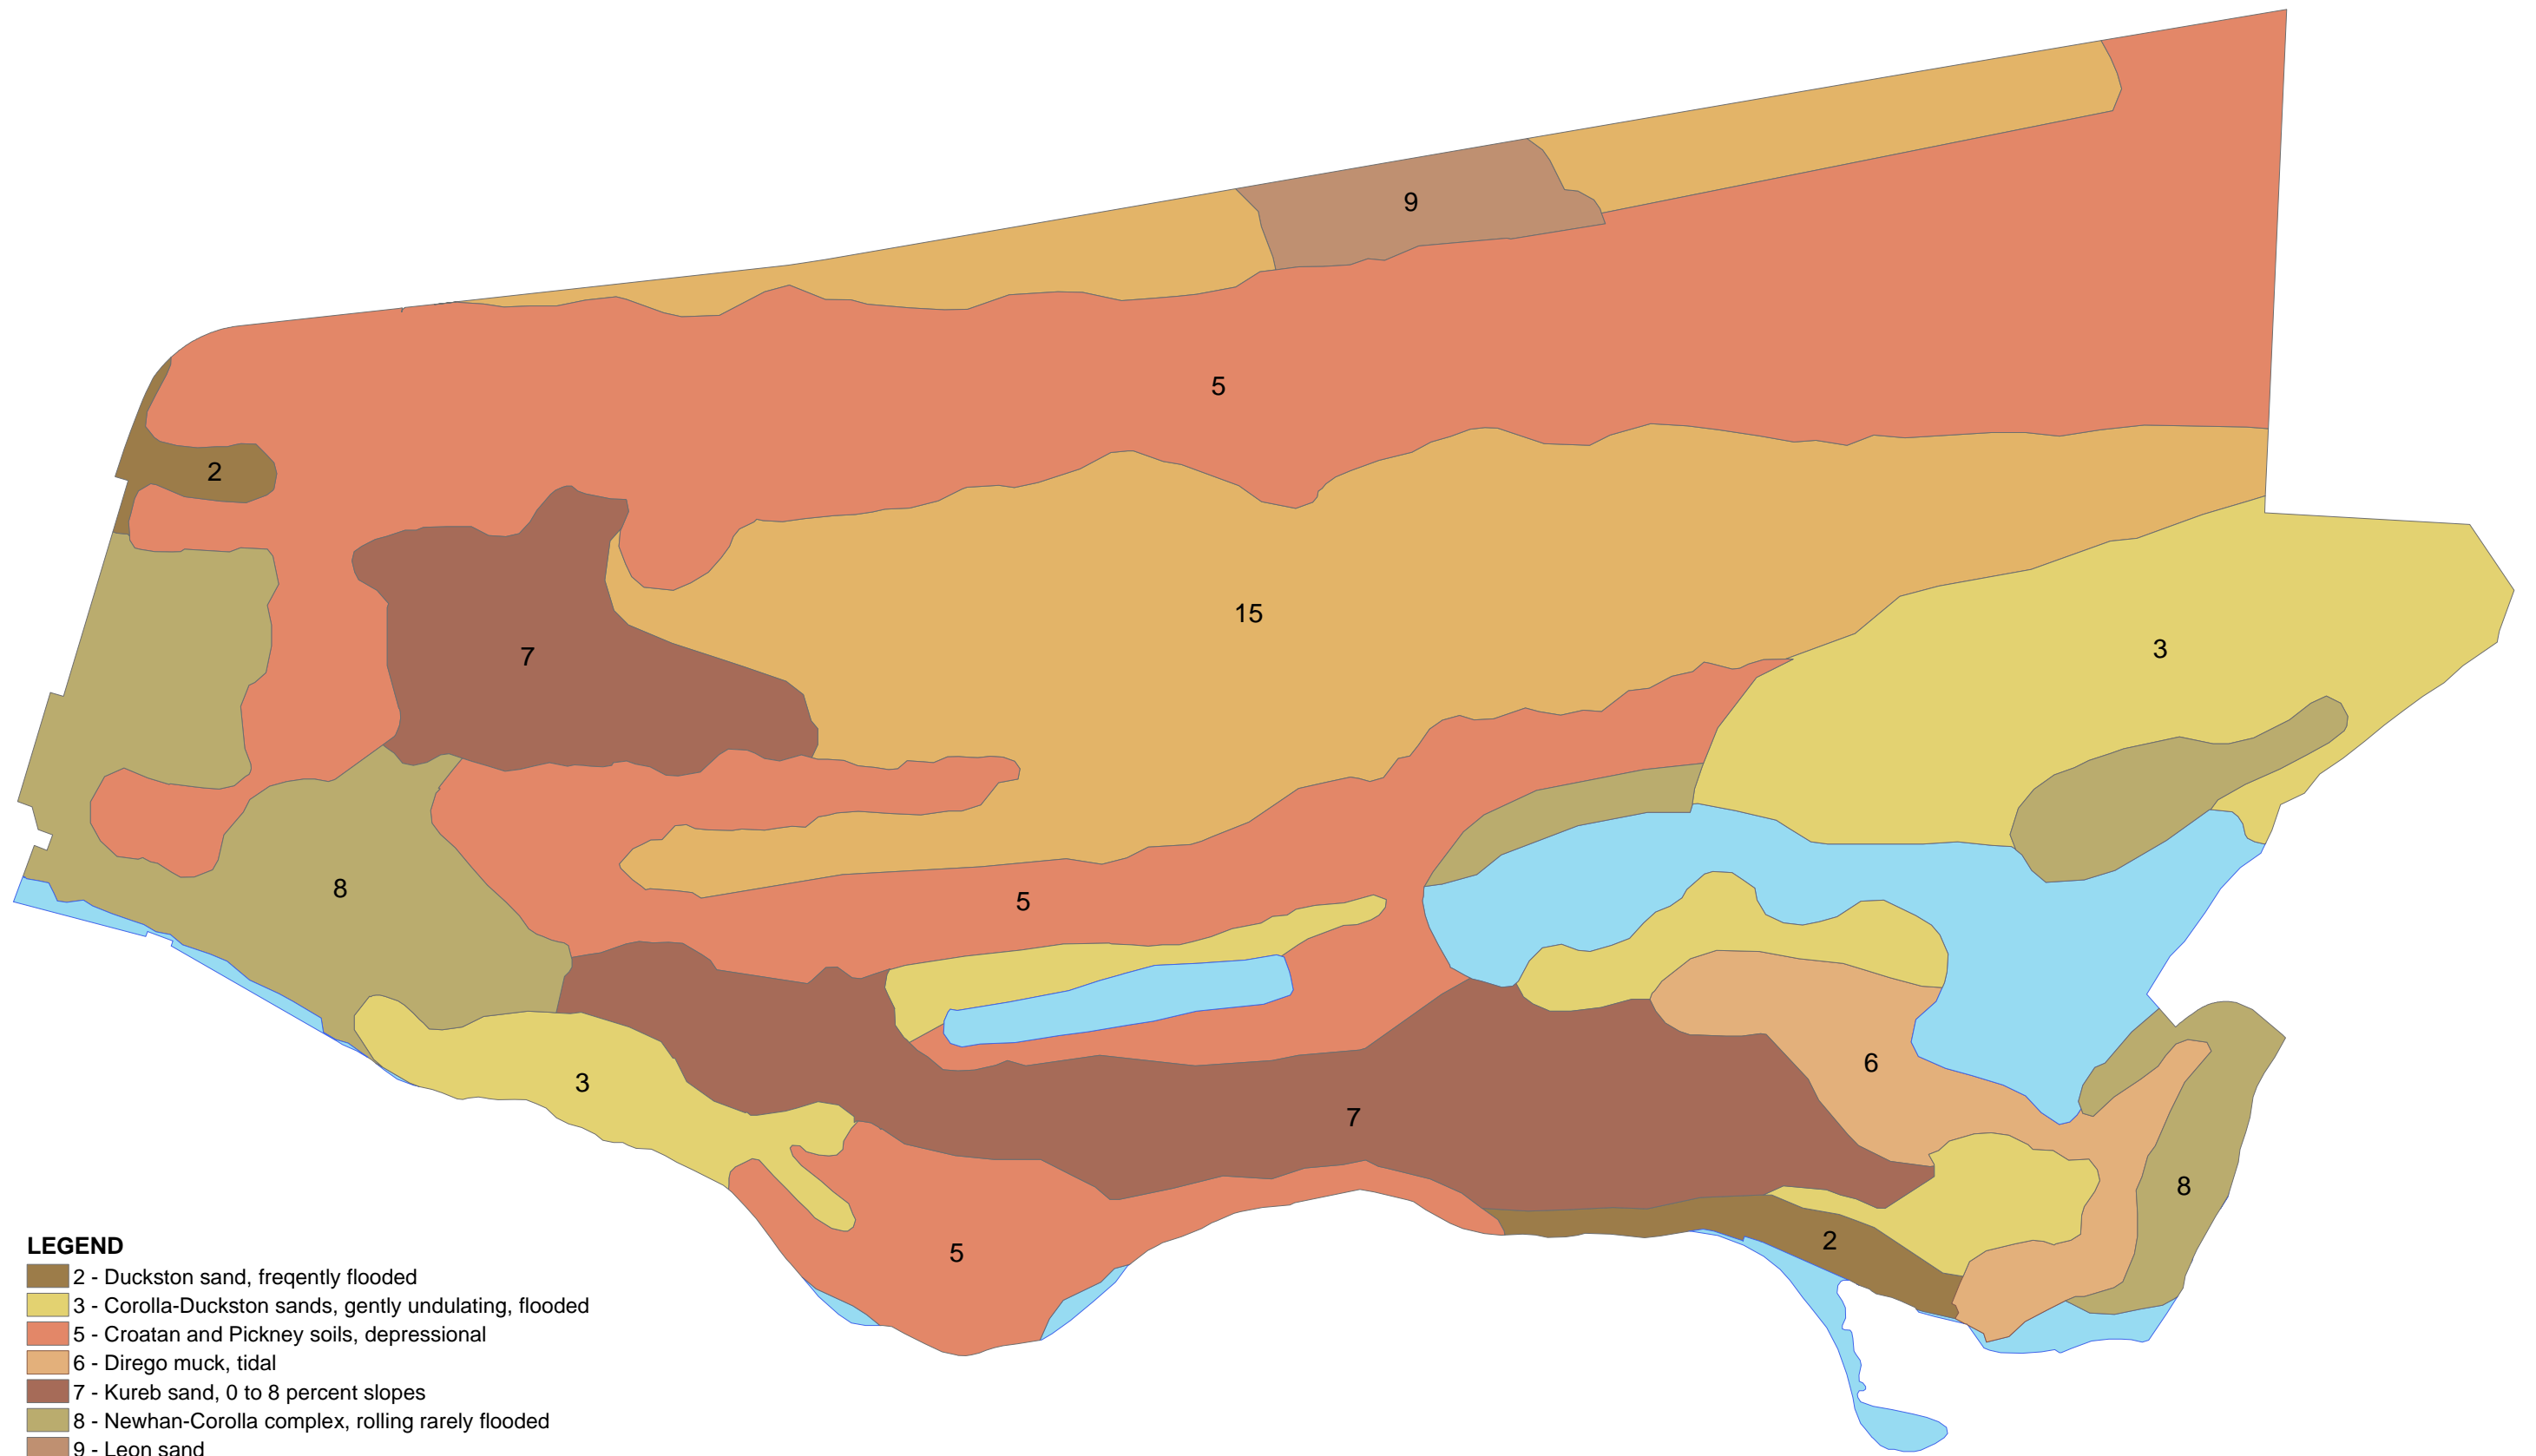 9
5
2
15
3
7
8
5
6
3
7
8
2
5
LEGEND
2 - Duckston sand, freqently flooded
3 - Corolla-Duckston sands, gently undulating, flooded
5 - Croatan and Pickney soils, depressional
6 - Dirego muck, tidal
7 - Kureb sand, 0 to 8 percent slopes
8 - Newhan-Corolla complex, rolling rarely flooded
9 - Leon sand